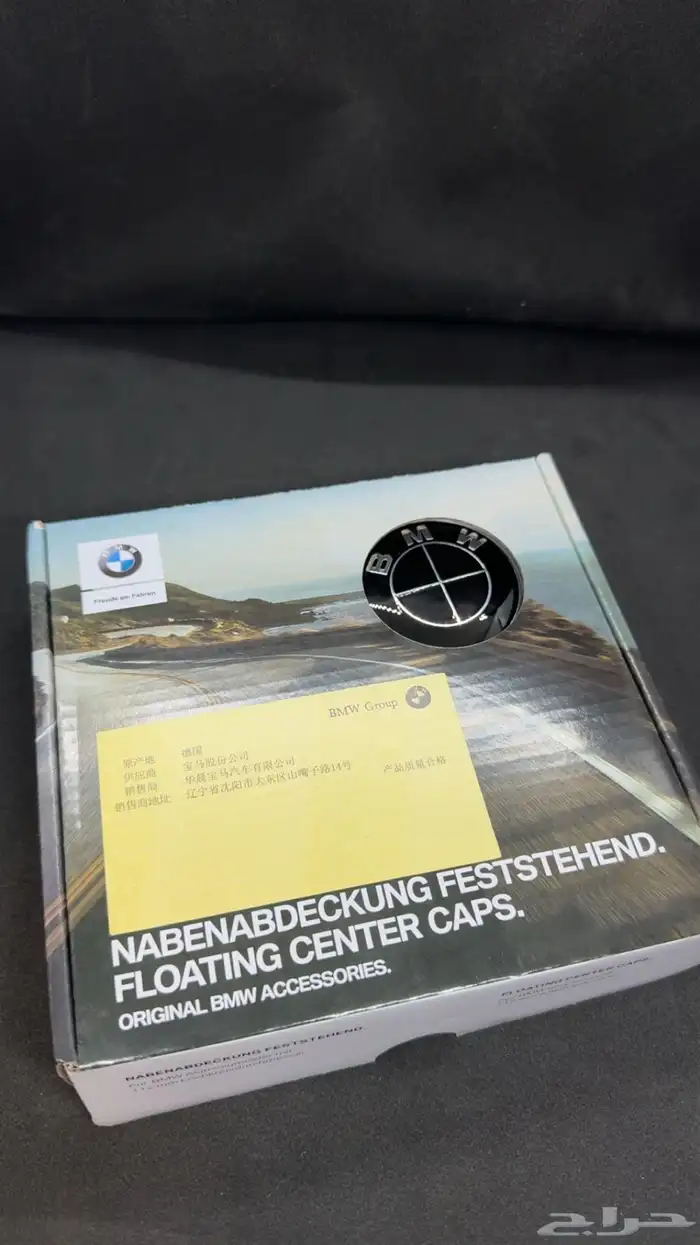 BMW
Freude am Fahren
BMW
BMW Group
原产地 德国
供应商 宝马股份公司
销售商 华晨宝马汽车有限公司 产品质量合格
销售商地址 辽宁省沈阳市大东区山嘴子路14号
NABENABDECKUNG FESTSTEHEND.
FLOATING CENTER CAPS.
ORIGINAL BMW ACCESSORIES.
NABENABDECKUNG FESTSTEHEND.
FLOATING CENTER CAPS.
حراج